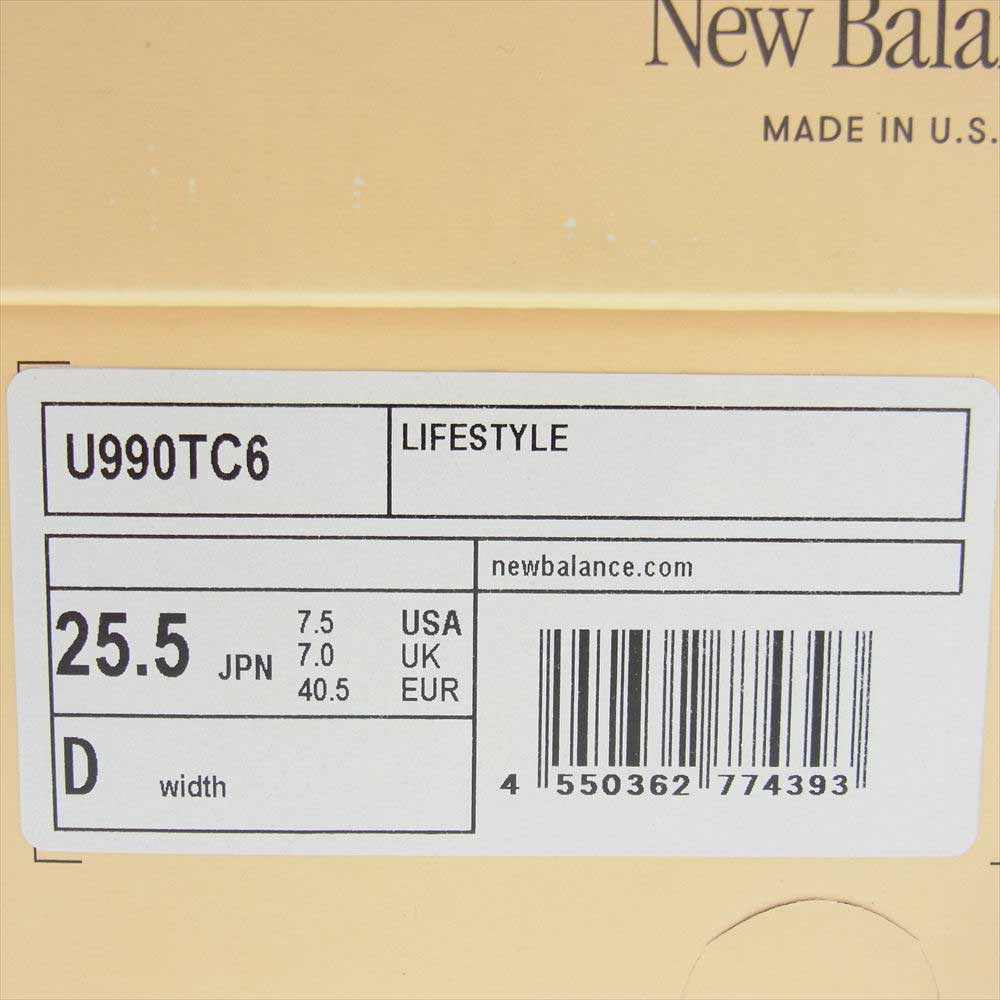 New Bala
MADE IN U.S.
U990TC6
LIFESTYLE
newbalance.com
25.5 JPN
7.5 USA
7.0 UK
40.5 EUR
D width
4 550362 774393